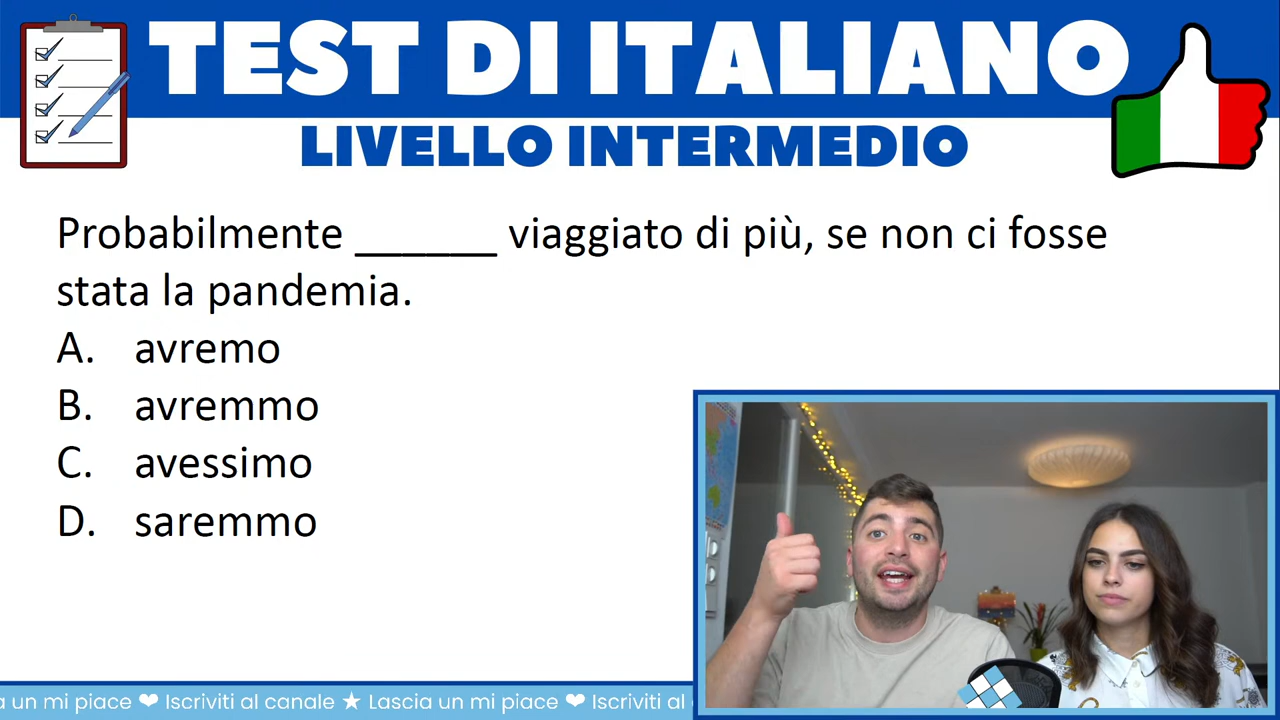 TEST DI ITALIANO
LIVELLO INTERMEDIO
Probabilmente ______ viaggiato di più, se non ci fosse
stata la pandemia.
A. avremo
B. avremmo
C. avessimo
D. saremmo
un mi piace ❤ Iscriviti al canale ★ Lascia un mi piace ❤ Iscriviti al